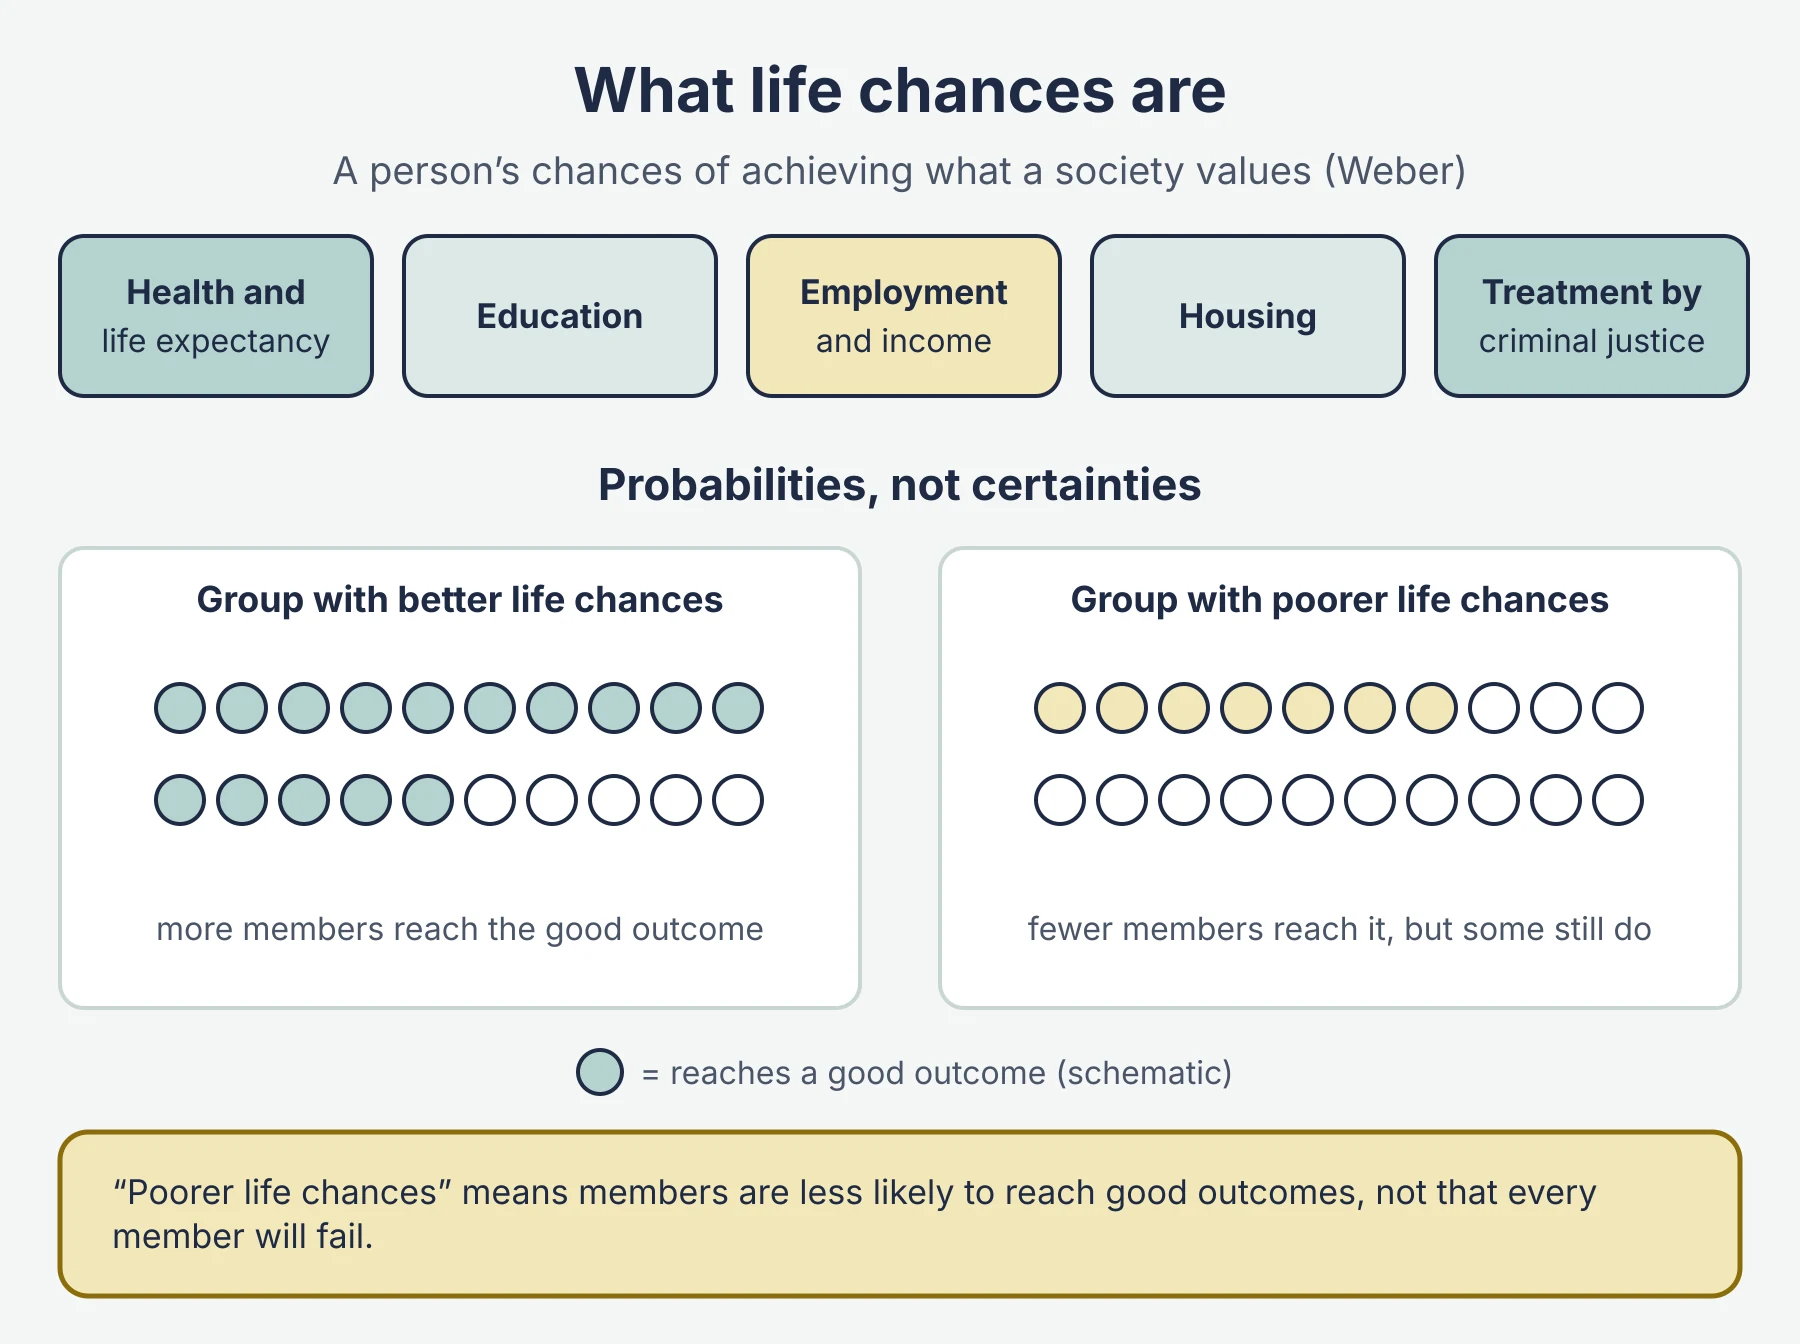 What life chances are
A person’s chances of achieving what a society values (Weber)
Health and
life expectancy
Education
Employment
and income
Housing
Treatment by
criminal justice
Probabilities, not certainties
Group with better life chances
more members reach the good outcome
Group with poorer life chances
fewer members reach it, but some still do
= reaches a good outcome (schematic)
“Poorer life chances” means members are less likely to reach good outcomes, not that every
member will fail.